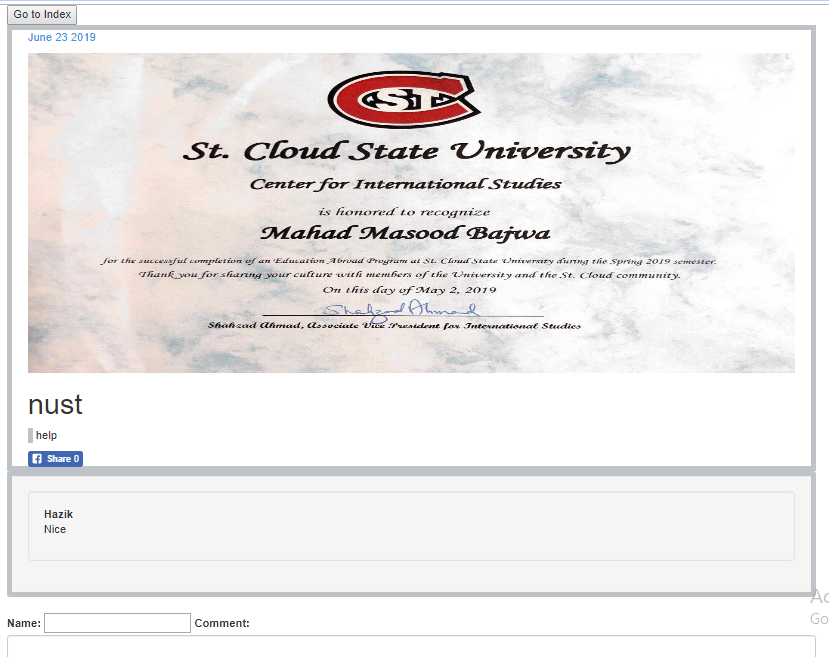 Go to Index
June 23 2019
ST
St. Cloud State University
Center for International Studies
is honored to recognize
Mahad Masood Bajwa
for the successful completion of an Education Abroad Program at St. Cloud State University during the Spring 2019 semester.
Thank you for sharing your culture with members of the University and the St. Cloud community.
On this day of May 2, 2019
Shahzad Ahmad
Shahzad Ahmad, Associate Vice President for International Studies
nust
help
Share 0
Hazik
Nice
Name: Comment: